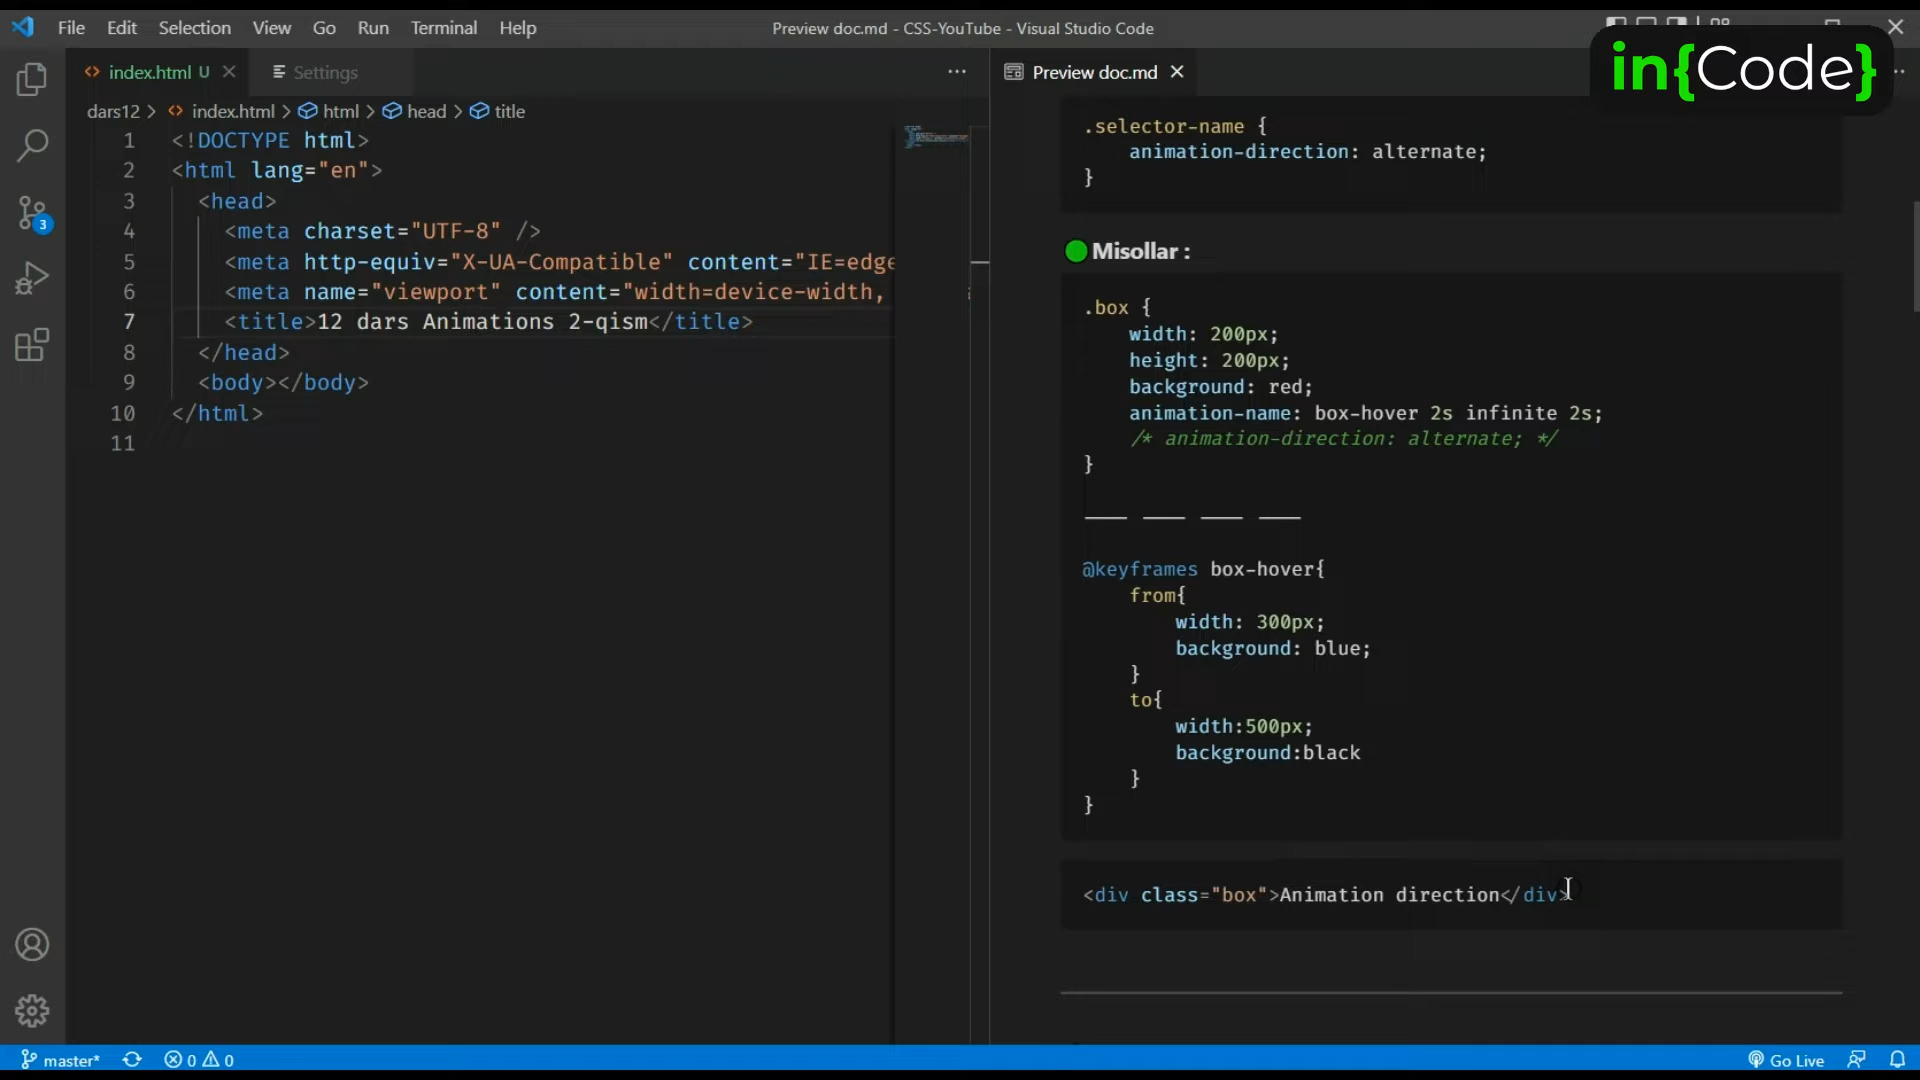 File Edit Selection View Go Run Terminal Help
Preview doc.md - CSS-YouTube - Visual Studio Code
in{Code}
index.html U
Settings
dars12 > index.html > html > head > title
1 <!DOCTYPE html>
2 <html lang="en">
3 <head>
4 <meta charset="UTF-8" />
5 <meta http-equiv="X-UA-Compatible" content="IE=edge
6 <meta name="viewport" content="width=device-width,
7 <title>12 dars Animations 2-qism</title>
8 </head>
9 <body></body>
10 </html>
11
Preview doc.md
.selector-name {
animation-direction: alternate;
}
Misollar :
.box {
width: 200px;
height: 200px;
background: red;
animation-name: box-hover 2s infinite 2s;
/* animation-direction: alternate; */
}
____ ____ ____ ____
@keyframes box-hover{
from{
width: 300px;
background: blue;
}
to{
width:500px;
background:black
}
}
<div class="box">Animation direction</div>
3
master* 0 0
Go Live